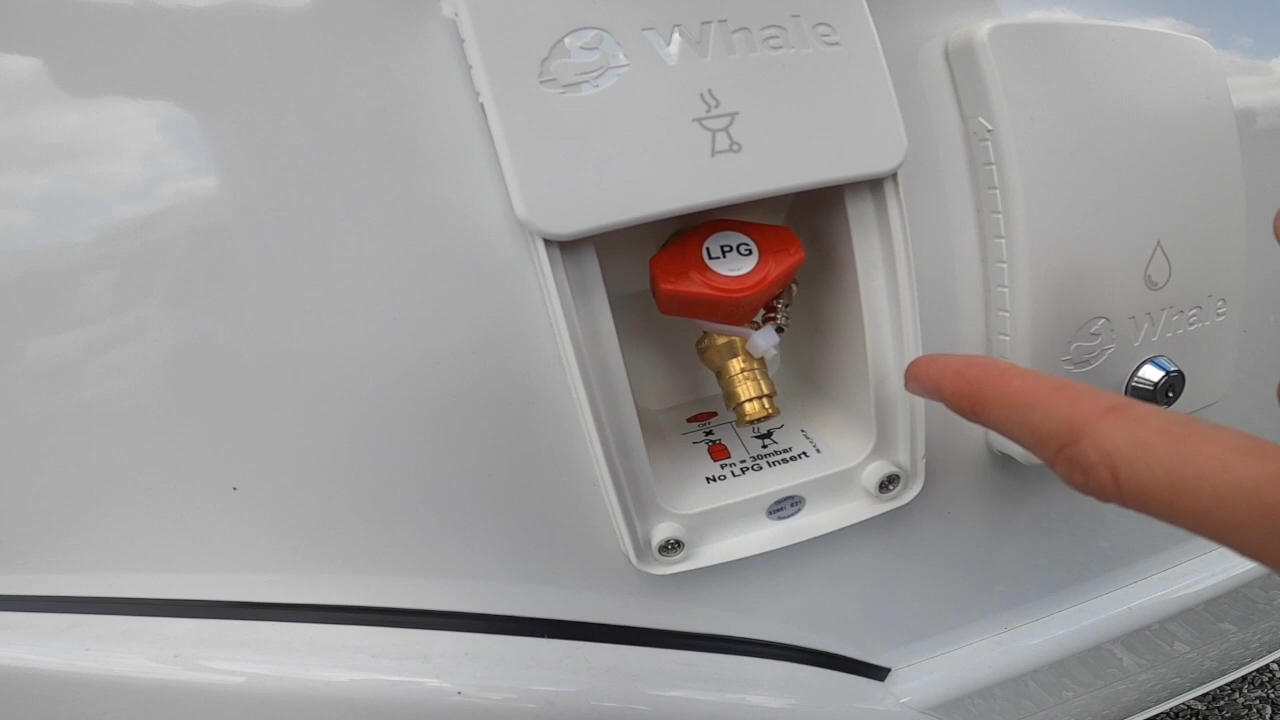 Whale
LPG
OFF
Pn = 30mbar
No LPG Insert
Whale